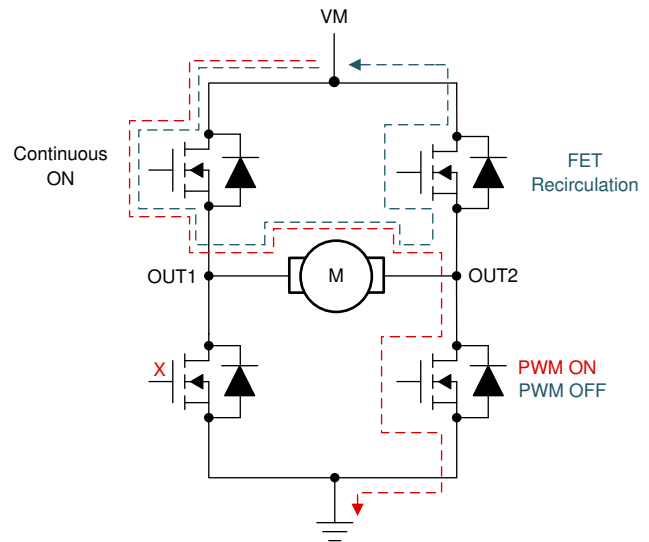 VM
Continuous
ON
FET
Recirculation
OUT1
M
OUT2
X
PWM ON
PWM OFF